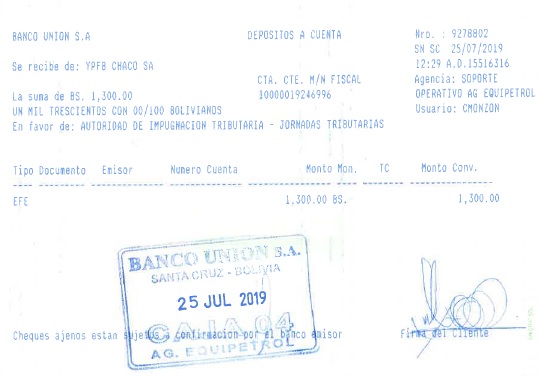 BANCO UNION S.A
DEPOSITOS A CUENTA
Nro. : 9278802
SN SC 25/07/2019
Se recibe de: YPFB CHACO SA
12:29 A.D.15516316
CTA. CTE. M/N FISCAL
Agencia: SOPORTE
La suma de BS. 1,300.00
10000019246996
OPERATIVO AG EQUIPETROL
UN MIL TRESCIENTOS CON 00/100 BOLIVIANOS
Usuario: CMONZON
En favor de: AUTORIDAD DE IMPUGNACION TRIBUTARIA - JORNADAS TRIBUTARIAS
Tipo Documento Emisor Numero Cuenta Monto Mon. TC Monto Conv.
EFE 1,300.00 BS. 1,300.00
BANCO UNION S.A.
SANTA CRUZ - BOLIVIA
25 JUL 2019
CAJA 04
AG. EQUIPETROL
Cheques ajenos estan sujetos a confirmacion por el banco emisor
Firma del Cliente